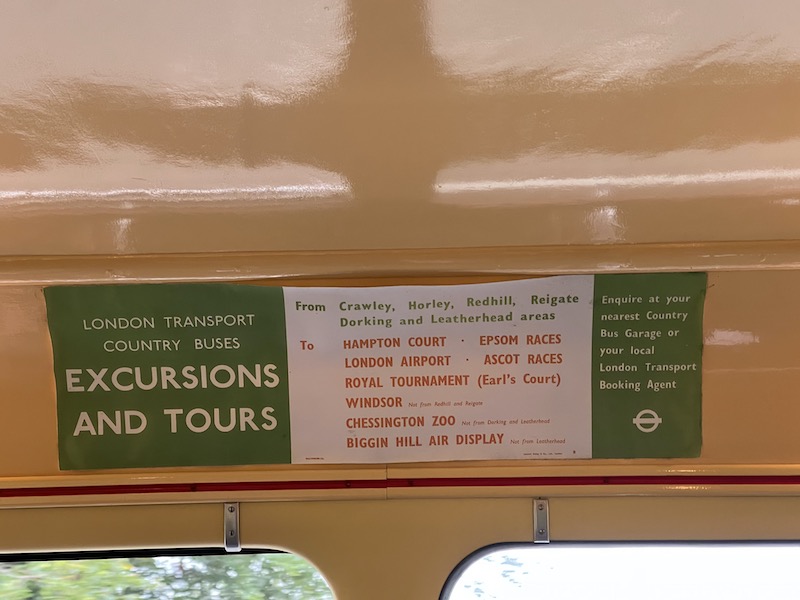 LONDON TRANSPORT
COUNTRY BUSES
EXCURSIONS
AND TOURS
From Crawley, Horley, Redhill, Reigate
Dorking and Leatherhead areas
To HAMPTON COURT · EPSOM RACES
LONDON AIRPORT · ASCOT RACES
ROYAL TOURNAMENT (Earl's Court)
WINDSOR Not from Redhill and Reigate
CHESSINGTON ZOO Not from Dorking and Leatherhead
BIGGIN HILL AIR DISPLAY Not from Leatherhead
Enquire at your
nearest Country
Bus Garage or
your local
London Transport
Booking Agent